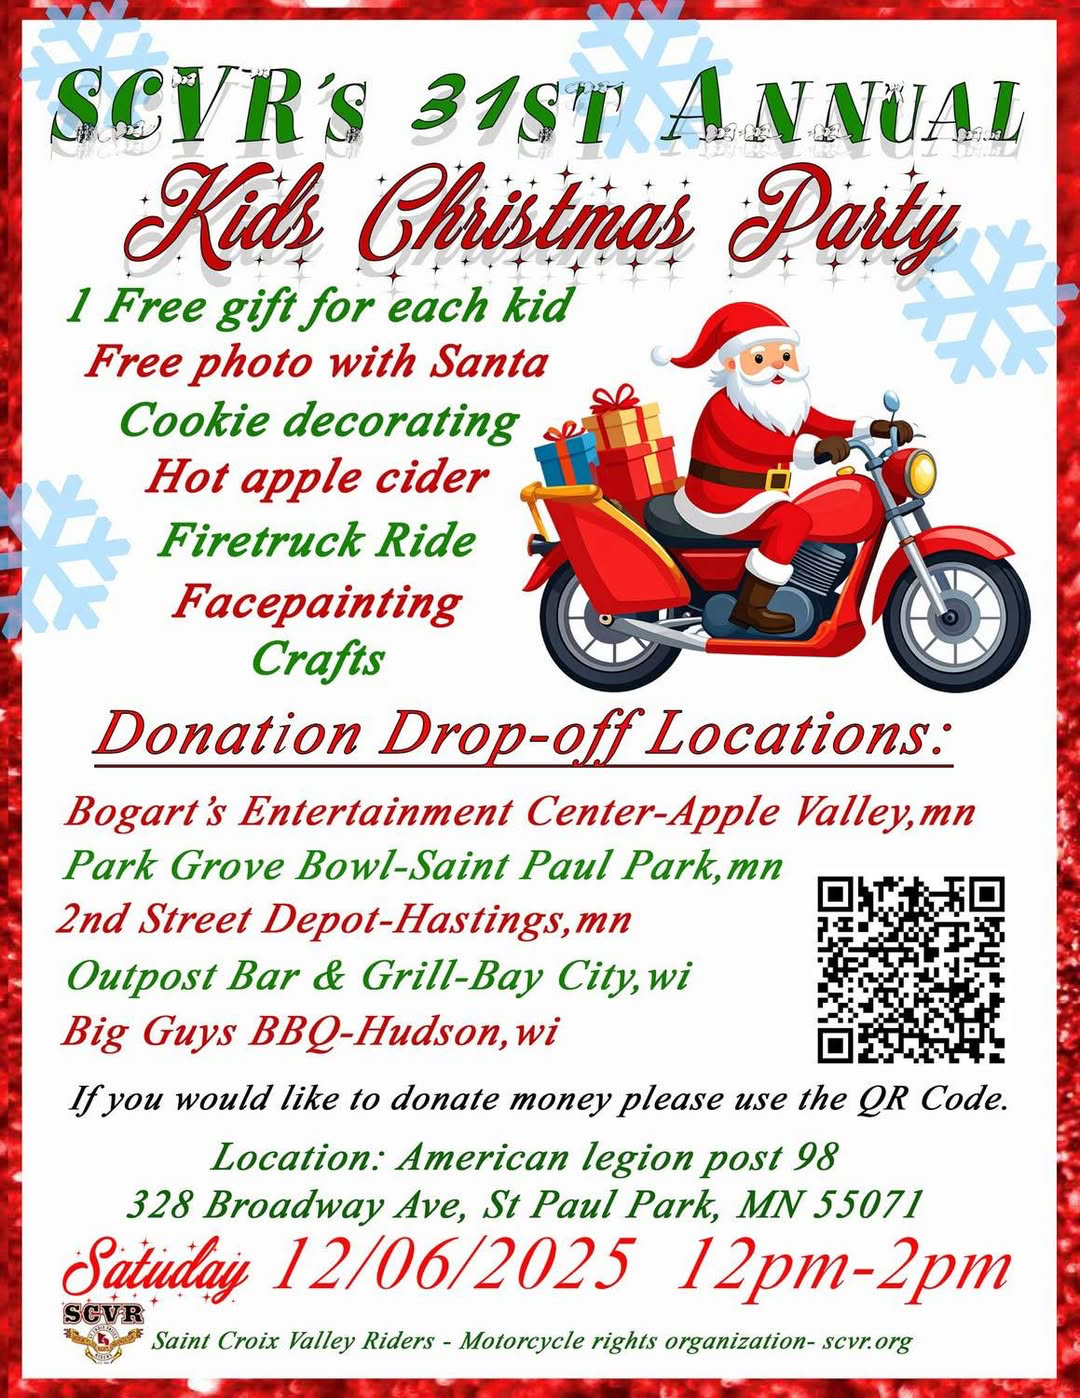 SCVR's 31st Annual
Kids Christmas Party
1 Free gift for each kid
Free photo with Santa
Cookie decorating
Hot apple cider
Firetruck Ride
Facepainting
Crafts
Donation Drop-off Locations:
Bogart's Entertainment Center-Apple Valley,mn
Park Grove Bowl-Saint Paul Park,mn
2nd Street Depot-Hastings,mn
Outpost Bar & Grill-Bay City,wi
Big Guys BBQ-Hudson,wi
If you would like to donate money please use the QR Code.
Location: American legion post 98
328 Broadway Ave, St Paul Park, MN 55071
Satuday 12/06/2025 12pm-2pm
SCVR
Saint Croix Valley Riders - Motorcycle rights organization- scvr.org